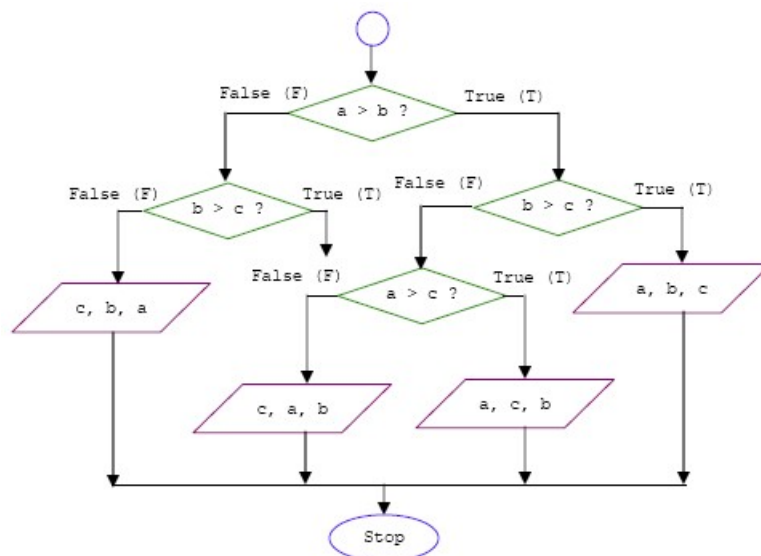 False (F)
a > b ?
True (T)
False (F)
b > c ?
True (T)
False (F)
b > c ?
True (T)
c, b, a
False (F)
a > c ?
True (T)
a, b, c
c, a, b
a, c, b
Stop